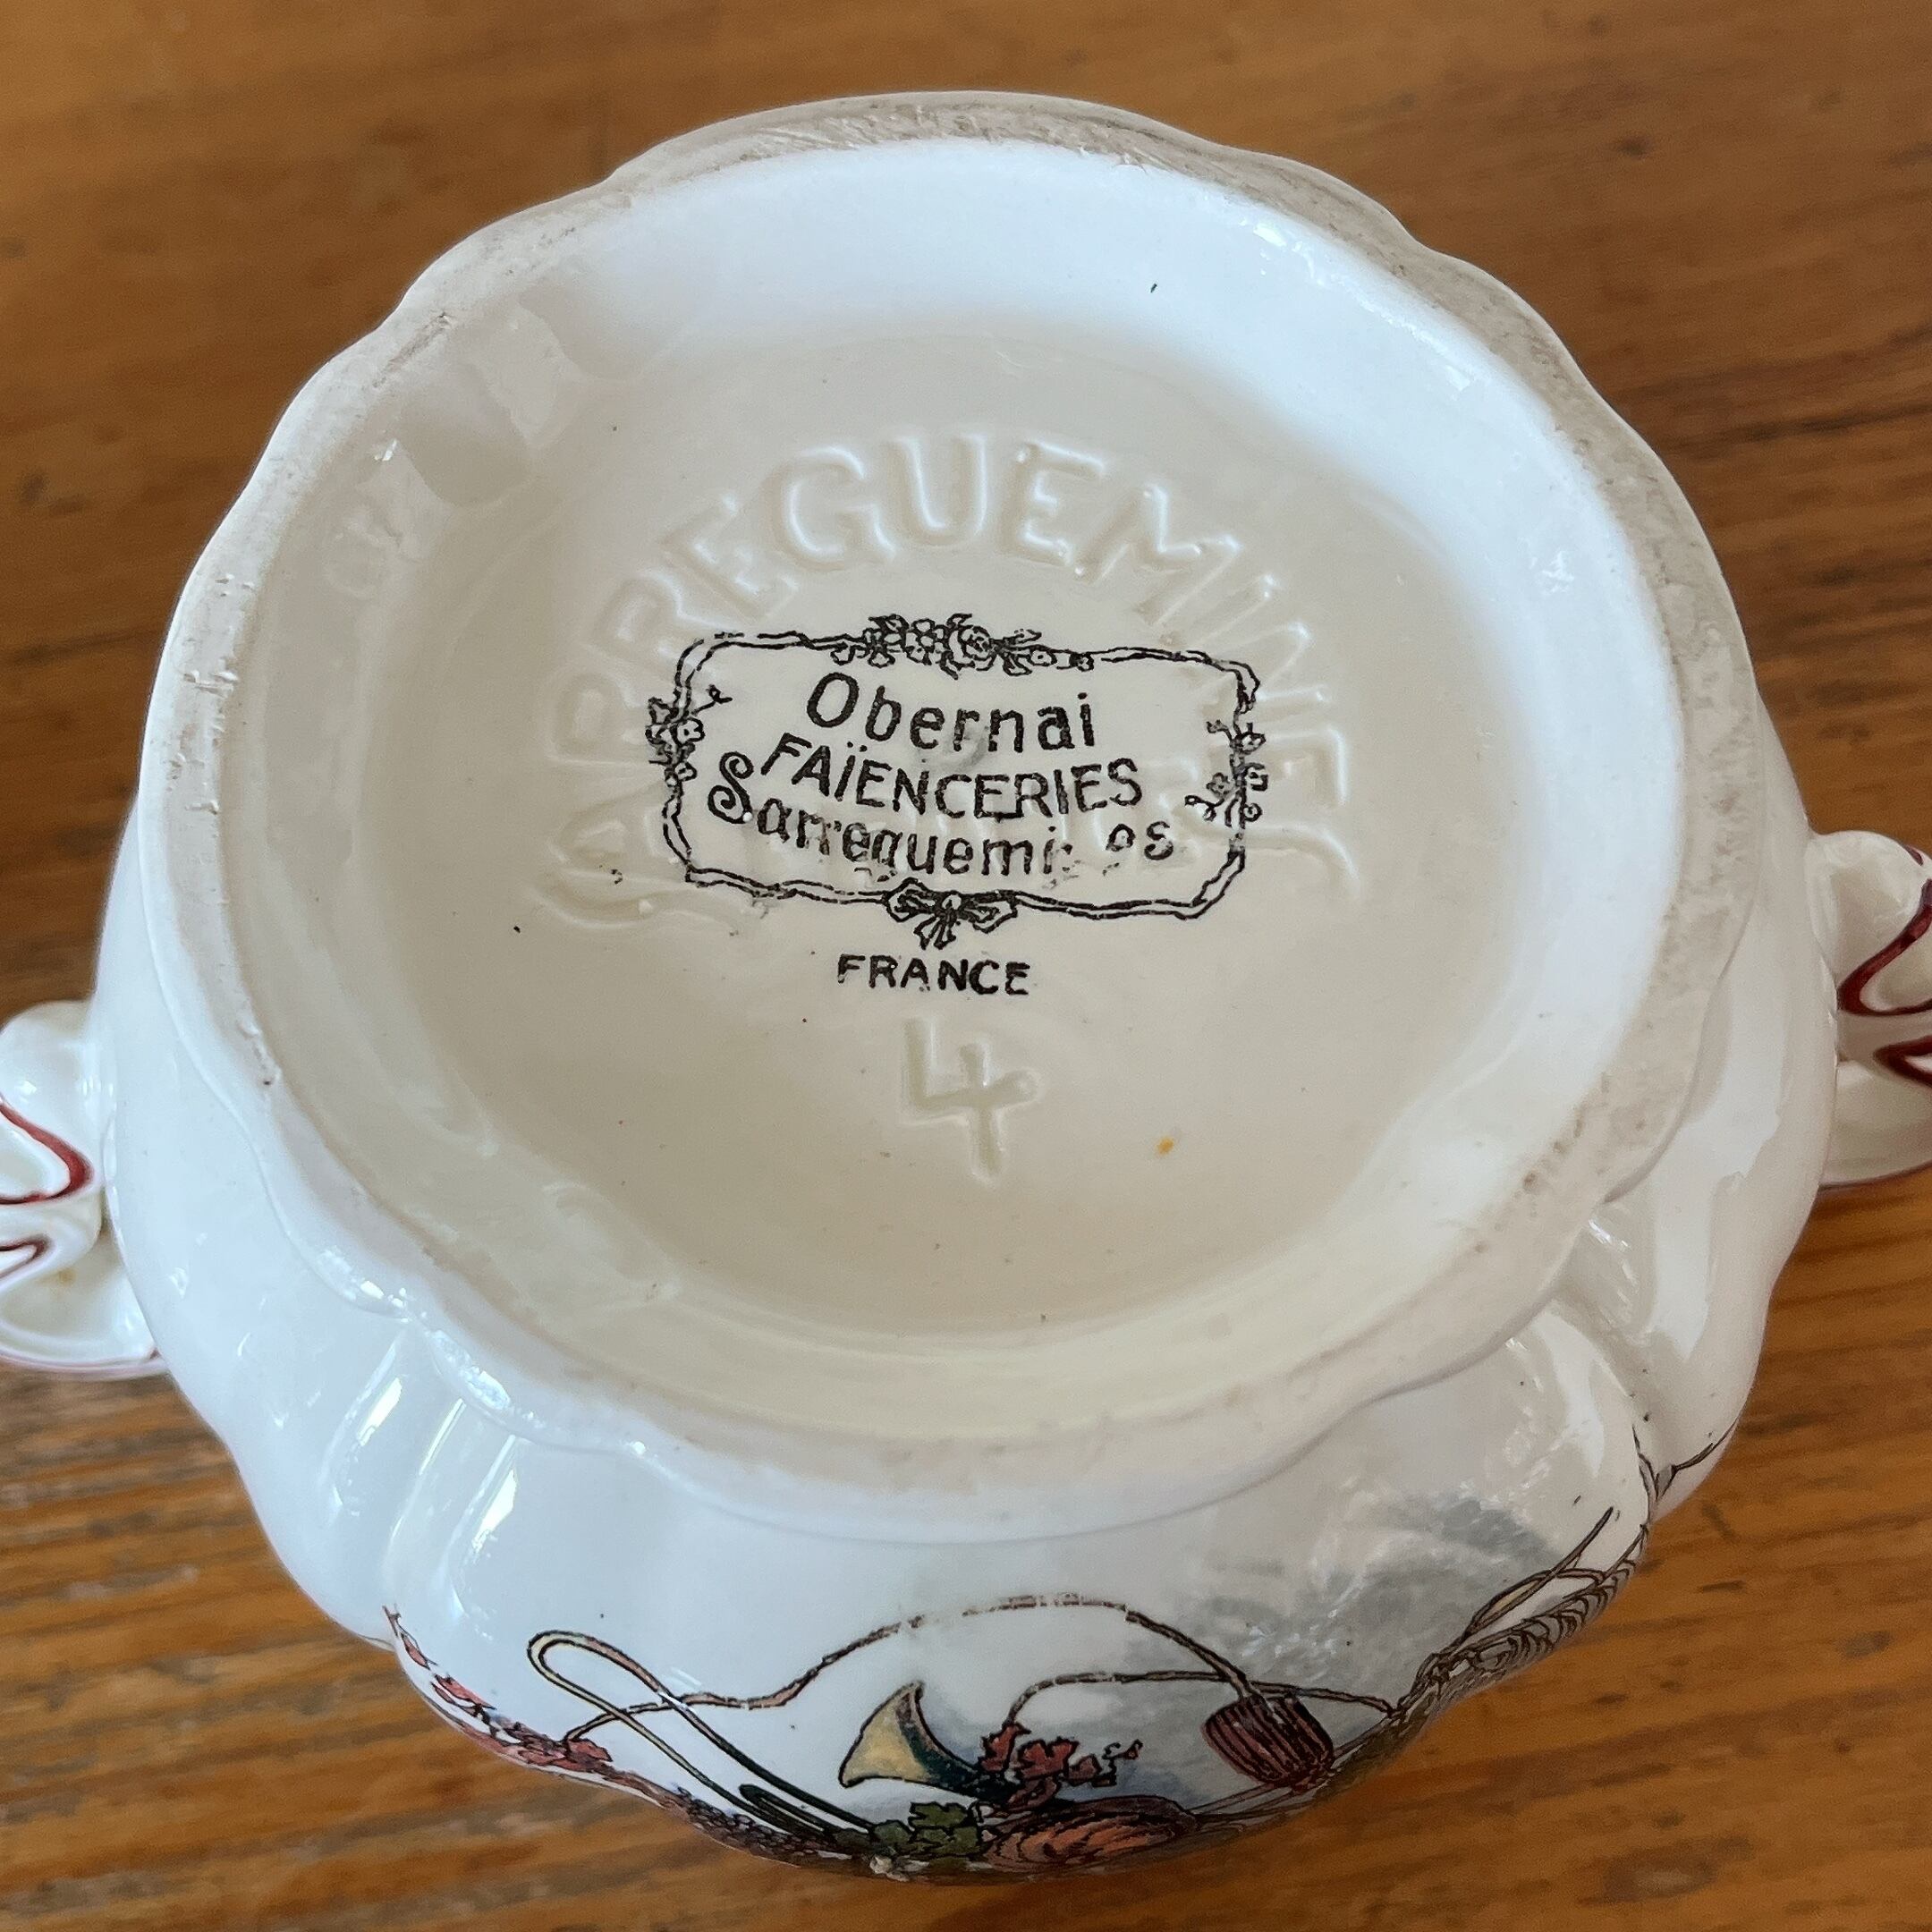 SARREGUEMINES
Obernai
FAÏENCERIES
Sarreguemines
FRANCE
4